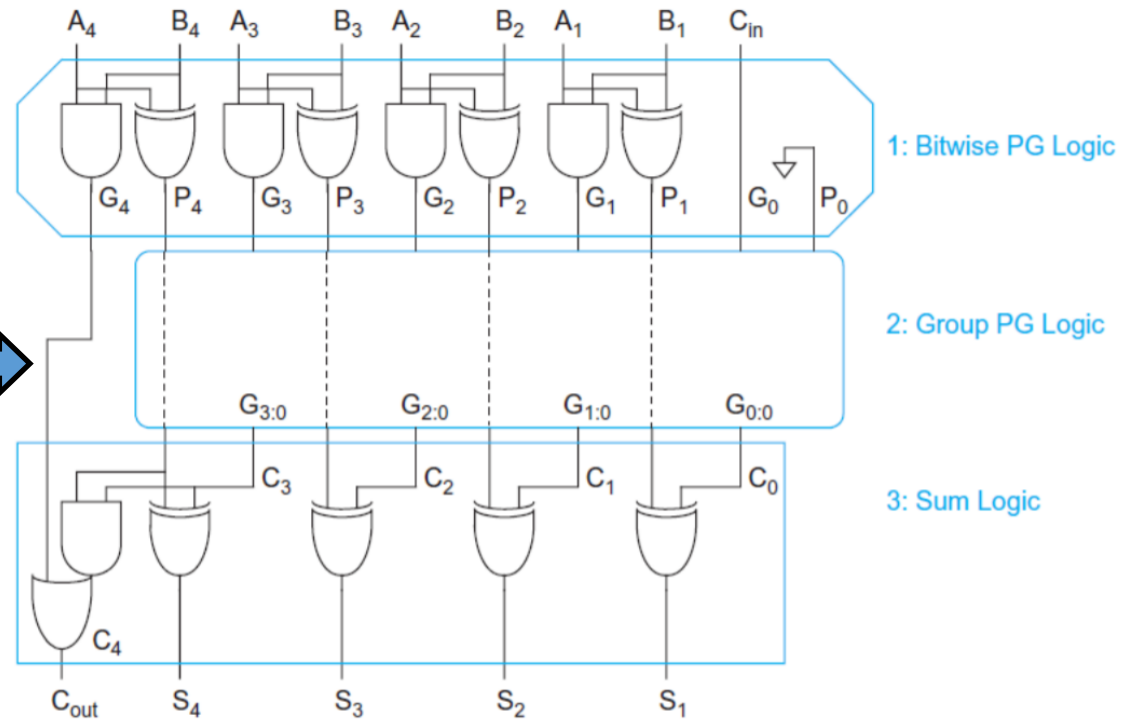 A₄ B₄ A₃ B₃ A₂ B₂ A₁ B₁ Cᵢₙ
1: Bitwise PG Logic
G₄ P₄ G₃ P₃ G₂ P₂ G₁ P₁ G₀ P₀
2: Group PG Logic
G₃:₀ G₂:₀ G₁:₀ G₀:₀
C₃ C₂ C₁ C₀
3: Sum Logic
C₄
Cₒᵤₜ S₄ S₃ S₂ S₁